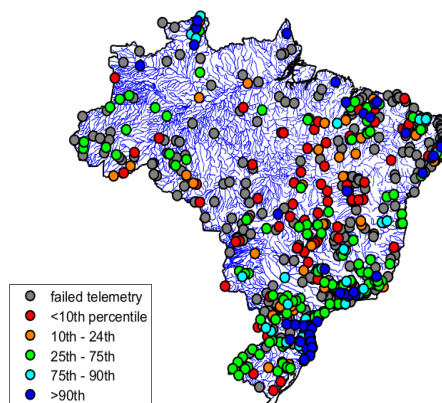 failed telemetry
<10th percentile
10th - 24th
25th - 75th
75th - 90th
>90th